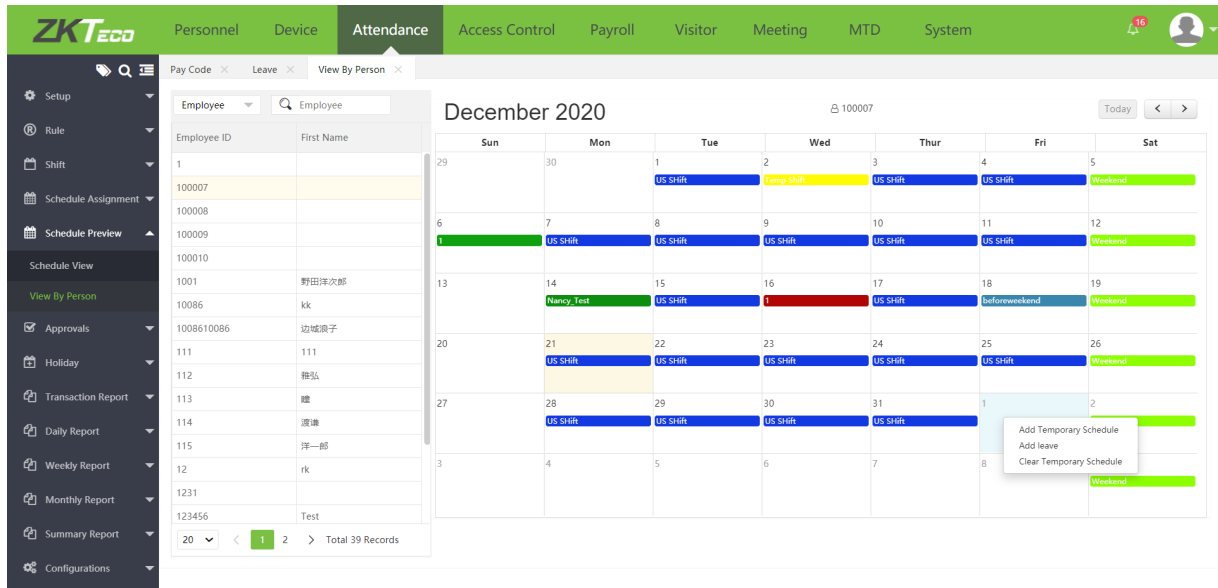 ZKTeco Personnel Device Attendance Access Control Payroll Visitor Meeting MTD System 16
Pay Code Leave View By Person
Setup
Rule
Shift
Schedule Assignment
Schedule Preview
Schedule View
View By Person
Approvals
Holiday
Transaction Report
Daily Report
Weekly Report
Monthly Report
Summary Report
Configurations
Employee Employee
Employee ID First Name
1
100007
100008
100009
100010
1001 野田洋次郎
10086 kk
1008610086 边城浪子
111 111
112 雅弘
113 瞳
114 渡谦
115 洋一郎
12 rk
1231
123456 Test
20 1 2 Total 39 Records
December 2020 100007 Today
Sun Mon Tue Wed Thur Fri Sat
29 30 1 2 3 4 5
US SHift Temp Shift US SHift US SHift Weekend
6 7 8 9 10 11 12
1 US SHift US SHift US SHift US SHift US SHift Weekend
13 14 15 16 17 18 19
Nancy_Test US SHift 1 US SHift beforeweekend Weekend
20 21 22 23 24 25 26
US SHift US SHift US SHift US SHift US SHift Weekend
27 28 29 30 31 1 2
US SHift US SHift US SHift US SHift
Add Temporary Schedule
Add leave
Clear Temporary Schedule
3 4 5 6 7 8
Weekend